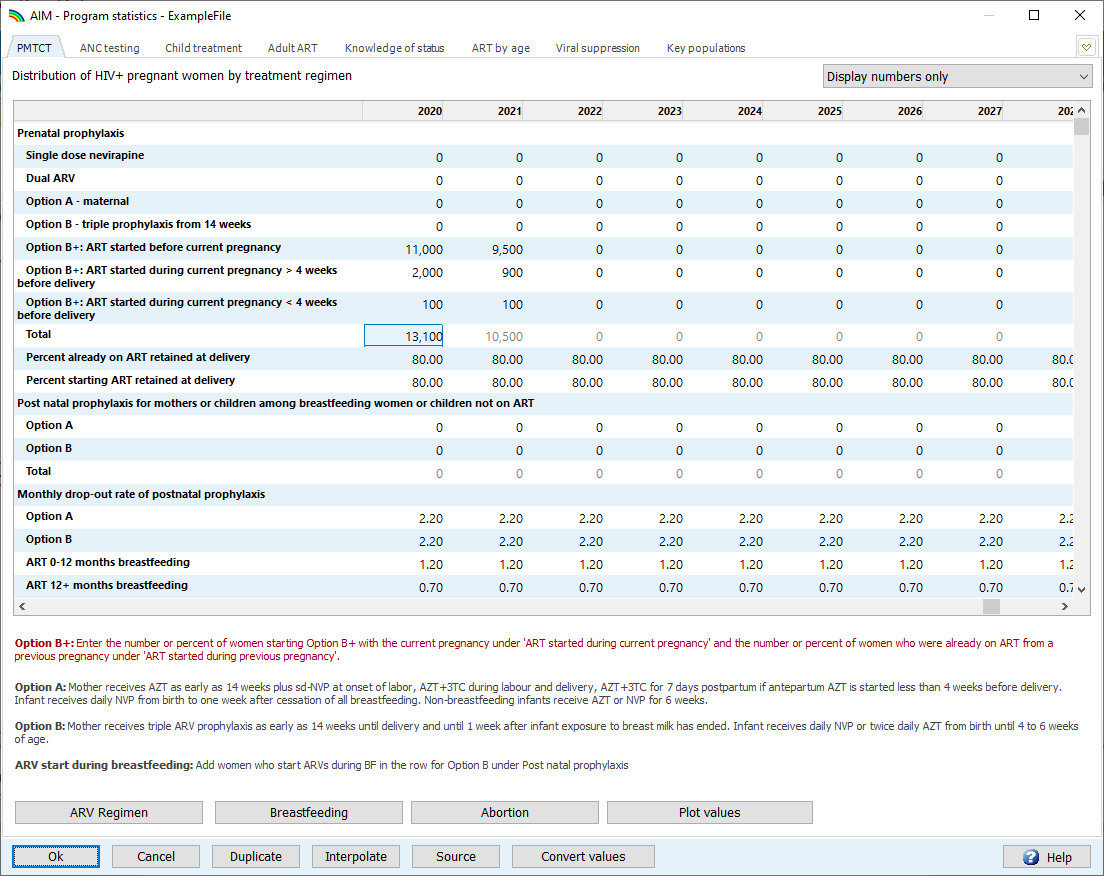 AIM - Program statistics - ExampleFile
PMTCT ANC testing Child treatment Adult ART Knowledge of status ART by age Viral suppression Key populations
Distribution of HIV+ pregnant women by treatment regimen Display numbers only
2020 2021 2022 2023 2024 2025 2026 2027
Prenatal prophylaxis
Single dose nevirapine 0 0 0 0 0 0 0 0
Dual ARV 0 0 0 0 0 0 0 0
Option A - maternal 0 0 0 0 0 0 0 0
Option B - triple prophylaxis from 14 weeks 0 0 0 0 0 0 0 0
Option B+: ART started before current pregnancy 11,000 9,500 0 0 0 0 0 0
Option B+: ART started during current pregnancy > 4 weeks
before delivery 2,000 900 0 0 0 0 0 0
Option B+: ART started during current pregnancy < 4 weeks
before delivery 100 100 0 0 0 0 0 0
Total 13,100 10,500 0 0 0 0 0 0
Percent already on ART retained at delivery 80.00 80.00 80.00 80.00 80.00 80.00 80.00 80.00 80.0
Percent starting ART retained at delivery 80.00 80.00 80.00 80.00 80.00 80.00 80.00 80.00 80.0
Post natal prophylaxis for mothers or children among breastfeeding women or children not on ART
Option A 0 0 0 0 0 0 0 0
Option B 0 0 0 0 0 0 0 0
Total 0 0 0 0 0 0 0 0
Monthly drop-out rate of postnatal prophylaxis
Option A 2.20 2.20 2.20 2.20 2.20 2.20 2.20 2.20 2.2
Option B 2.20 2.20 2.20 2.20 2.20 2.20 2.20 2.20 2.2
ART 0-12 months breastfeeding 1.20 1.20 1.20 1.20 1.20 1.20 1.20 1.20 1.2
ART 12+ months breastfeeding 0.70 0.70 0.70 0.70 0.70 0.70 0.70 0.70 0.7
Option B+: Enter the number or percent of women starting Option B+ with the current pregnancy under 'ART started during current pregnancy' and the number or percent of women who were already on ART from a
previous pregnancy under 'ART started during previous pregnancy'.
Option A: Mother receives AZT as early as 14 weeks plus sd-NVP at onset of labor, AZT+3TC during labour and delivery, AZT+3TC for 7 days postpartum if antepartum AZT is started less than 4 weeks before delivery.
Infant receives daily NVP from birth to one week after cessation of all breastfeeding. Non-breastfeeding infants receive AZT or NVP for 6 weeks.
Option B: Mother receives triple ARV prophylaxis as early as 14 weeks until delivery and until 1 week after infant exposure to breast milk has ended. Infant receives daily NVP or twice daily AZT from birth until 4 to 6 weeks
of age.
ARV start during breastfeeding: Add women who start ARVs during BF in the row for Option B under Post natal prophylaxis
ARV Regimen Breastfeeding Abortion Plot values
Ok Cancel Duplicate Interpolate Source Convert values Help